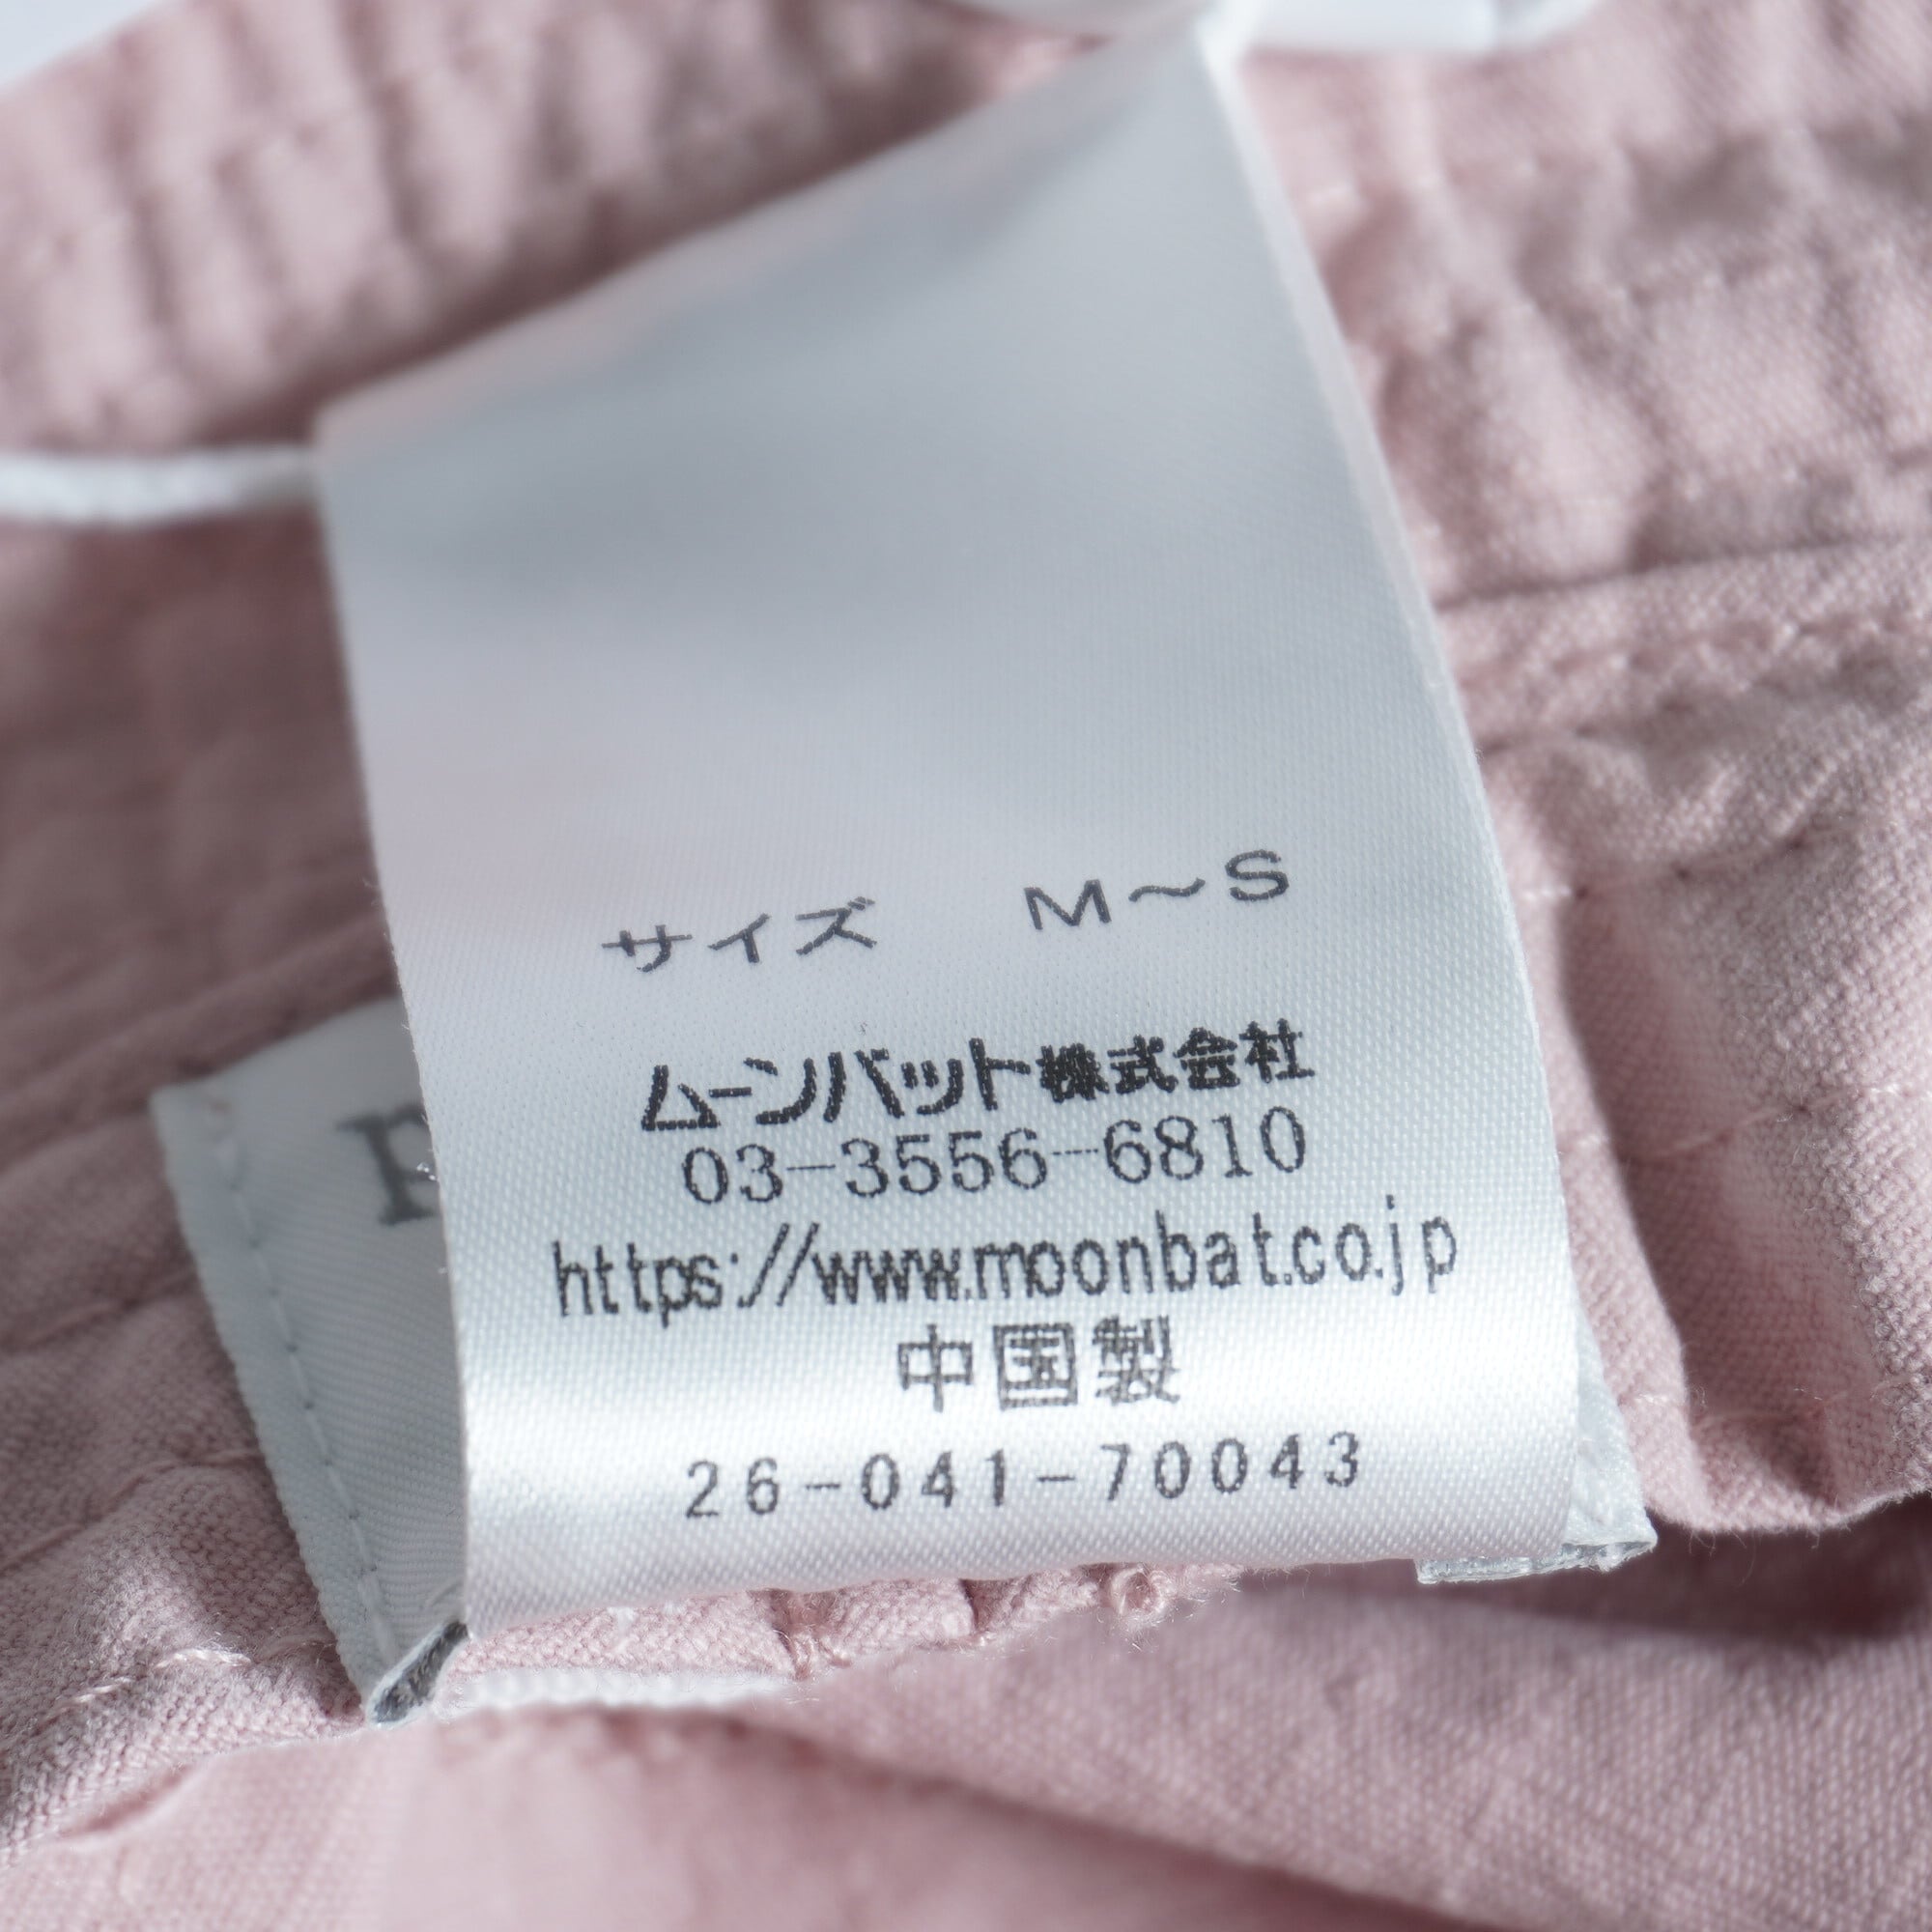 サイズ　M～S
ムーンバット株式会社
03-3556-6810
https://www.moonbat.co.jp
中国製
26-041-70043